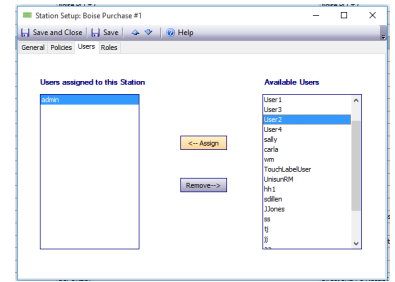 Station Setup: Boise Purchase #1
Save and Close Save Help
General Policies Users Roles
Users assigned to this Station
Available Users
admin
User1
User3
User2
User4
sally
carla
wm
TouchLabelUser
UnisunRM
hh1
sdillen
JJones
ss
tj
jj
<-- Assign
Remove-->